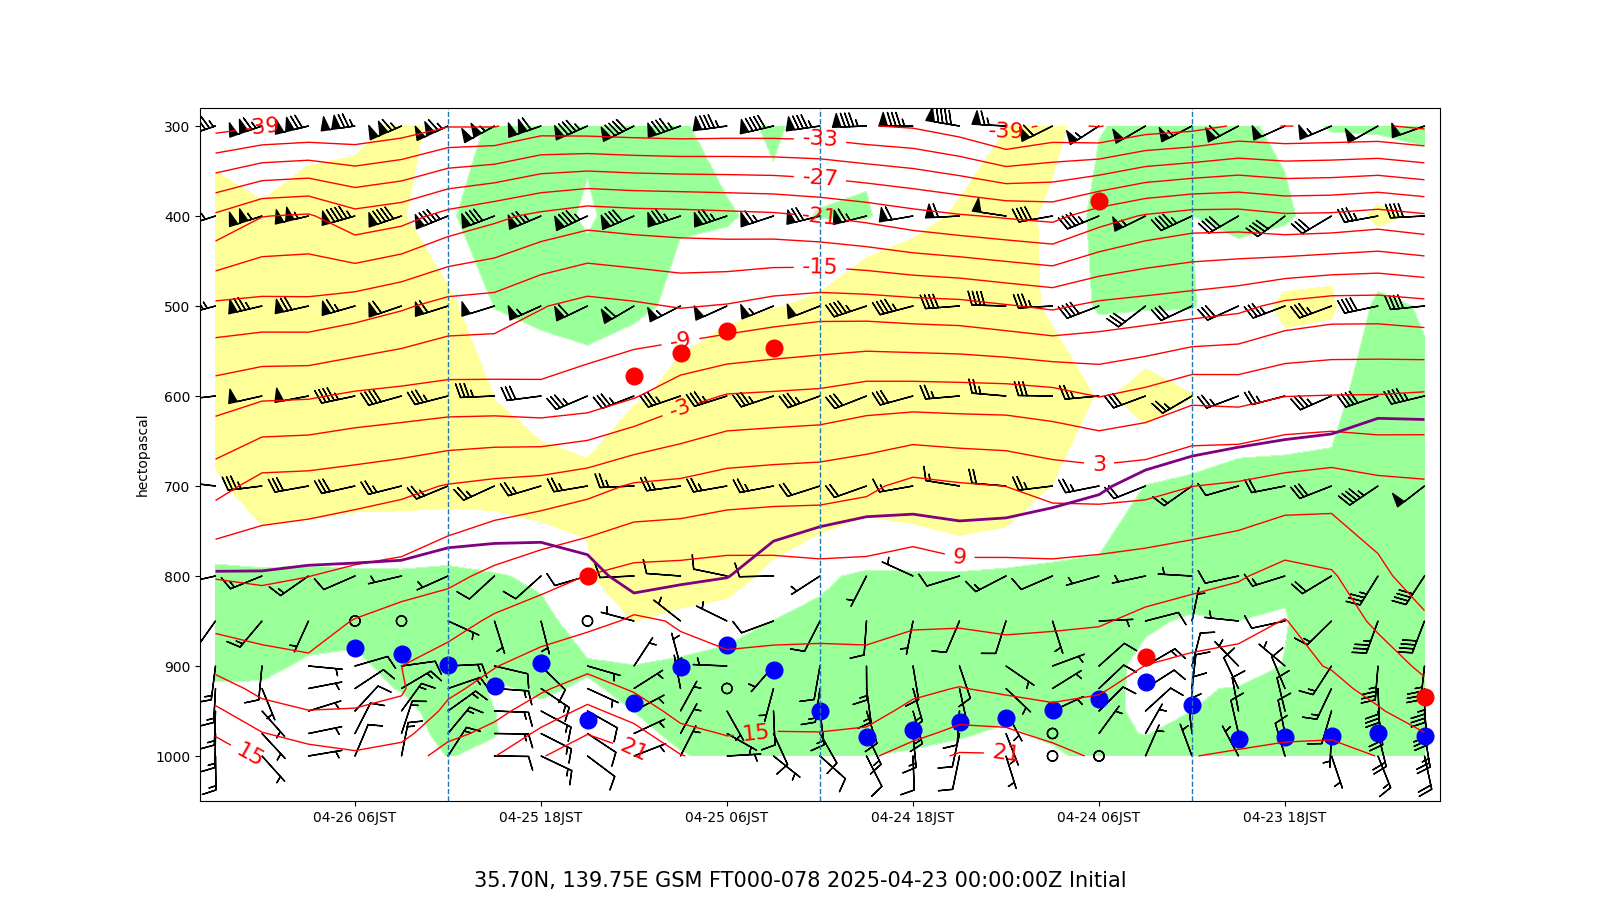 300
400
500
600
700
800
900
1000
hectopascal
-39
-33
-39
-27
-21
-15
-9
-3
3
9
15
21
15
21
04-26 06JST
04-25 18JST
04-25 06JST
04-24 18JST
04-24 06JST
04-23 18JST
35.70N, 139.75E GSM FT000-078 2025-04-23 00:00:00Z Initial